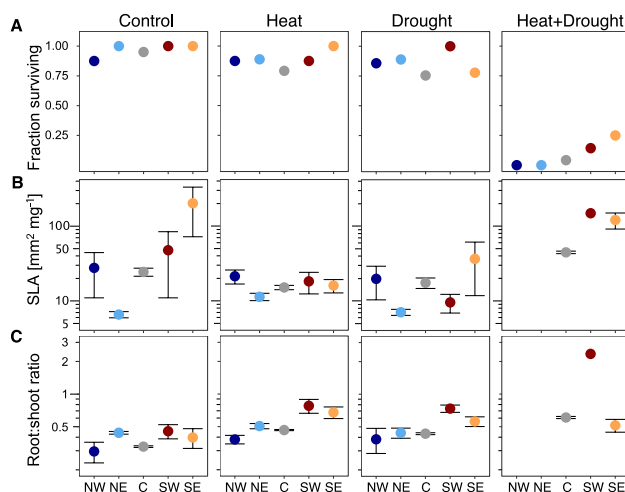 Control Heat Drought Heat+Drought
A
Fraction surviving
1.00
0.75
0.50
0.25
B
SLA [mm² mg⁻¹]
100
50
10
5
C
Root:shoot ratio
3
2
1
0.5
NW NE C SW SE NW NE C SW SE NW NE C SW SE NW NE C SW SE